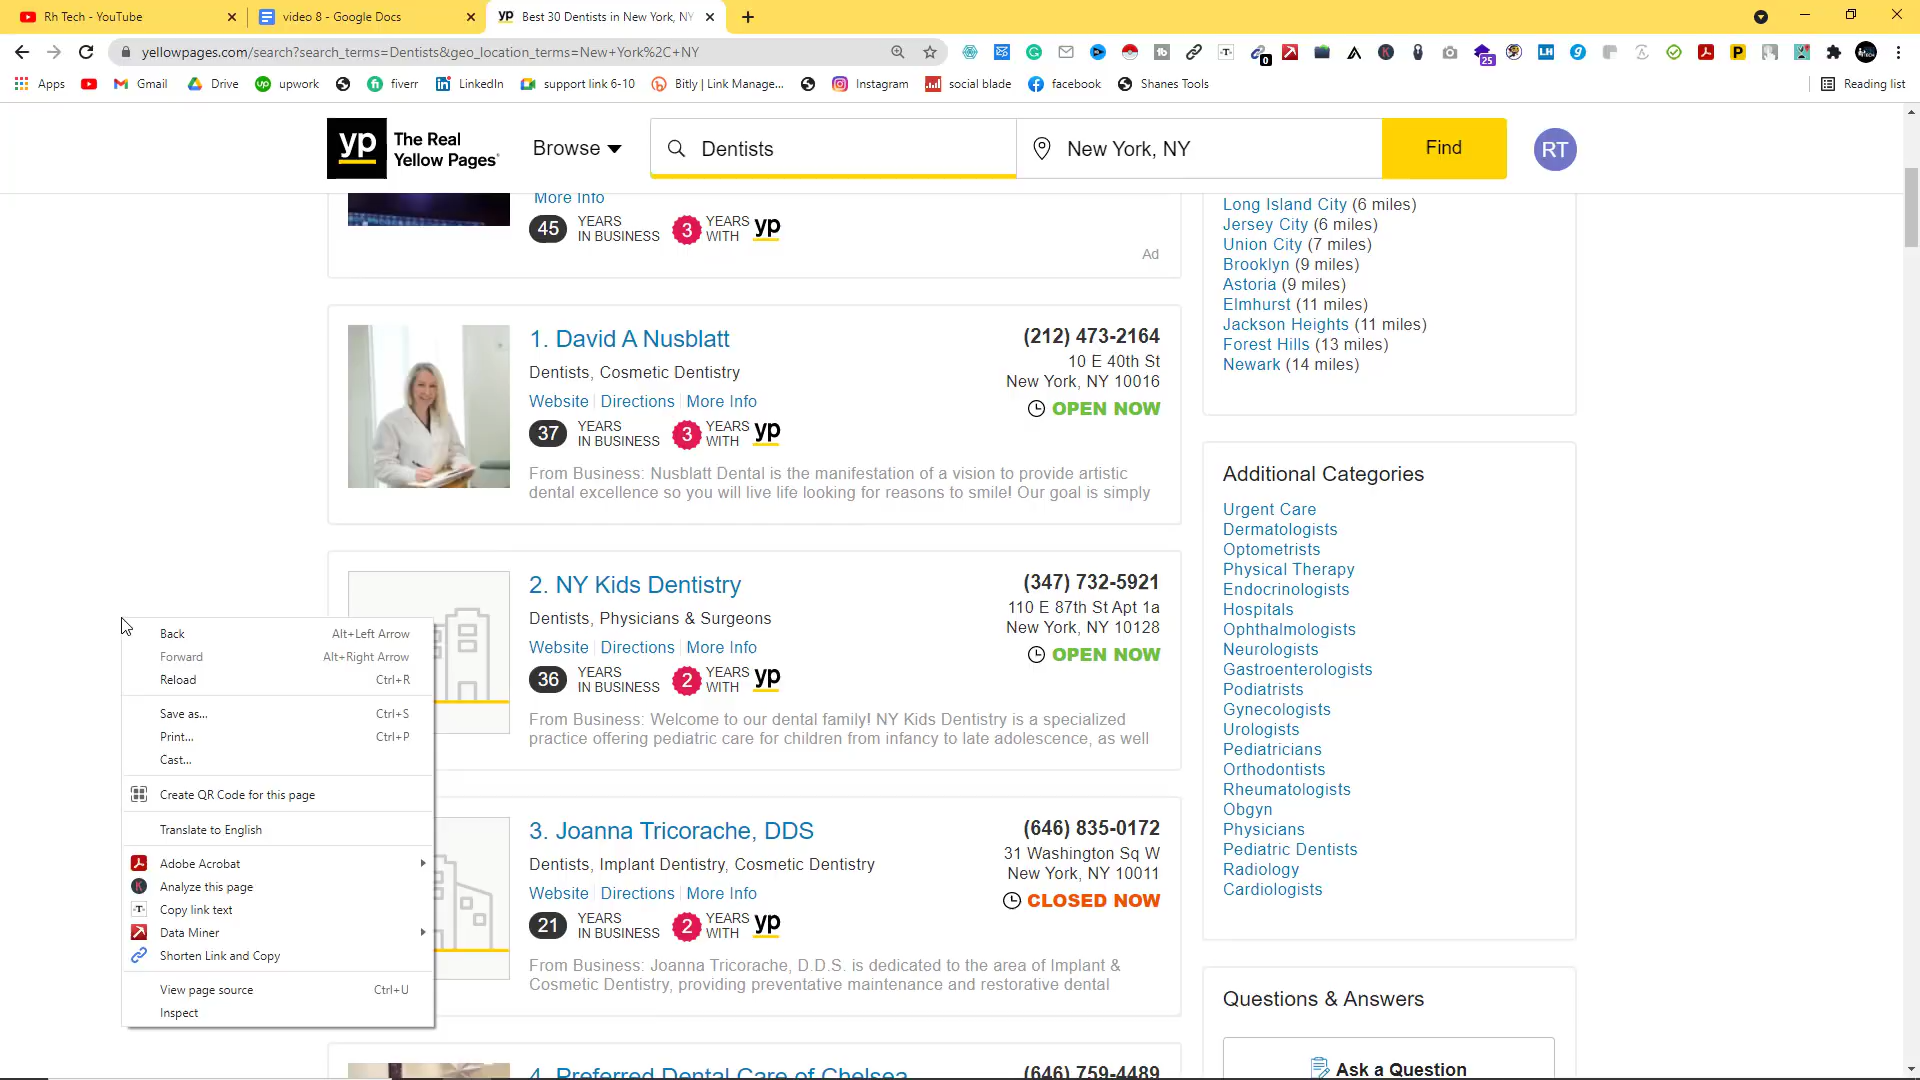 Rh Tech - YouTube
video 8 - Google Docs
yp Best 30 Dentists in New York, NY
yellowpages.com/search?search_terms=Dentists&geo_location_terms=New+York%2C+NY
Apps
Gmail
Drive
upwork
fiverr
LinkedIn
support link 6-10
Bitly | Link Manage...
Instagram
social blade
facebook
Shanes Tools
Reading list
yp The Real
Yellow Pages
Browse
Dentists
New York, NY
Find
RT
More Info
45 YEARS
IN BUSINESS
3 YEARS
WITH yp
Ad
1. David A Nusblatt
Dentists, Cosmetic Dentistry
Website Directions More Info
37 YEARS
IN BUSINESS
3 YEARS
WITH yp
From Business: Nusblatt Dental is the manifestation of a vision to provide artistic
dental excellence so you will live life looking for reasons to smile! Our goal is simply
(212) 473-2164
10 E 40th St
New York, NY 10016
OPEN NOW
2. NY Kids Dentistry
Dentists, Physicians & Surgeons
Website Directions More Info
36 YEARS
IN BUSINESS
2 YEARS
WITH yp
From Business: Welcome to our dental family! NY Kids Dentistry is a specialized
practice offering pediatric care for children from infancy to late adolescence, as well
(347) 732-5921
110 E 87th St Apt 1a
New York, NY 10128
OPEN NOW
3. Joanna Tricorache, DDS
Dentists, Implant Dentistry, Cosmetic Dentistry
Website Directions More Info
21 YEARS
IN BUSINESS
2 YEARS
WITH yp
From Business: Joanna Tricorache, D.D.S. is dedicated to the area of Implant &
Cosmetic Dentistry, providing preventative maintenance and restorative dental
(646) 835-0172
31 Washington Sq W
New York, NY 10011
CLOSED NOW
4. Preferred Dental Care of Chelsea
(646) 759-4489
Back Alt+Left Arrow
Forward Alt+Right Arrow
Reload Ctrl+R
Save as... Ctrl+S
Print... Ctrl+P
Cast...
Create QR Code for this page
Translate to English
Adobe Acrobat
Analyze this page
Copy link text
Data Miner
Shorten Link and Copy
View page source Ctrl+U
Inspect
Long Island City (6 miles)
Jersey City (6 miles)
Union City (7 miles)
Brooklyn (9 miles)
Astoria (9 miles)
Elmhurst (11 miles)
Jackson Heights (11 miles)
Forest Hills (13 miles)
Newark (14 miles)
Additional Categories
Urgent Care
Dermatologists
Optometrists
Physical Therapy
Endocrinologists
Hospitals
Ophthalmologists
Neurologists
Gastroenterologists
Podiatrists
Gynecologists
Urologists
Pediatricians
Orthodontists
Rheumatologists
Obgyn
Physicians
Pediatric Dentists
Radiology
Cardiologists
Questions & Answers
Ask a Question